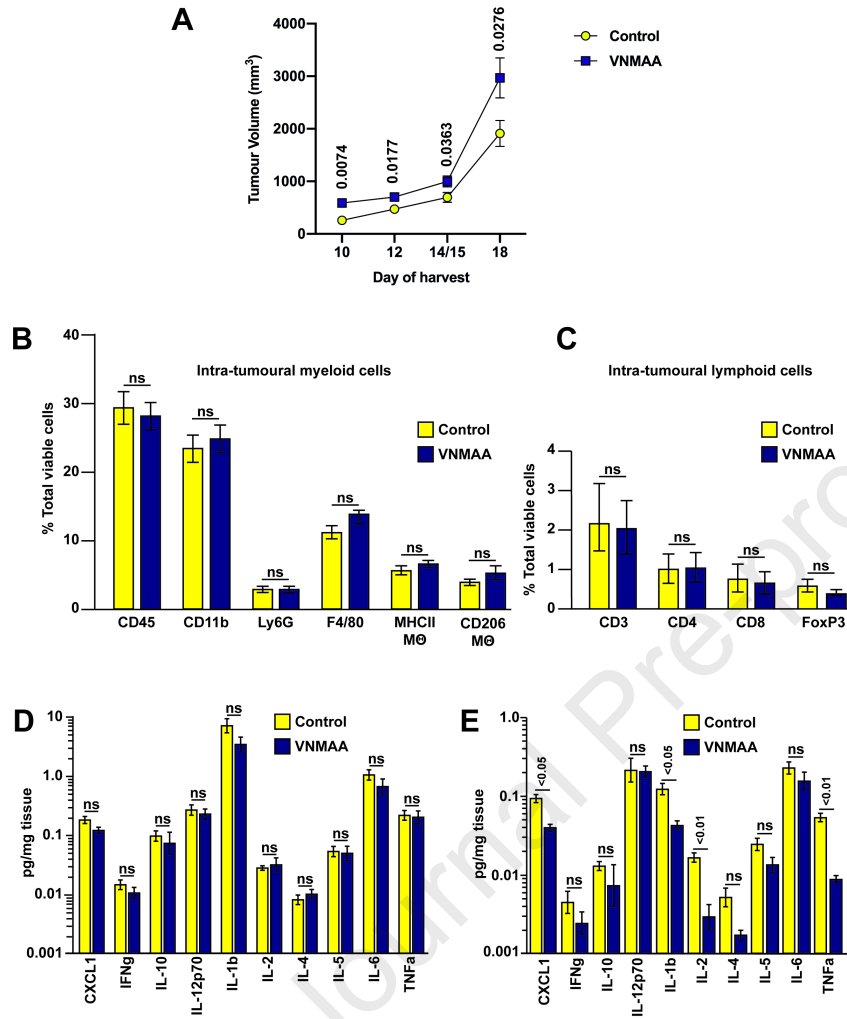 A
4000
3000
2000
1000
0
Tumour Volume (mm3)
0.0074
0.0177
0.0363
0.0276
10 12 14/15 18
Day of harvest
Control
VNMAA
B
40
30
20
10
0
% Total viable cells
Intra-tumoural myeloid cells
Control
VNMAA
ns ns ns ns ns ns
CD45 CD11b Ly6G F4/80 MHCII CD206
MΘ MΘ
C
Intra-tumoural lymphoid cells
Control
VNMAA
4
3
2
1
0
% Total viable cells
ns ns ns ns
CD3 CD4 CD8 FoxP3
D
10
1.0
0.1
0.01
0.001
pg/mg tissue
Control
VNMAA
ns ns ns ns ns ns ns ns ns ns
CXCL1 IFNg IL-10 IL-12p70 IL-1b IL-2 IL-4 IL-5 IL-6 TNFa
E
1.0
0.1
0.01
0.001
pg/mg tissue
Control
VNMAA
<0.05 ns ns ns <0.05 <0.01 ns ns ns <0.01
CXCL1 IFNg IL-10 IL-12p70 IL-1b IL-2 IL-4 IL-5 IL-6 TNFa
Journal Pre-pro